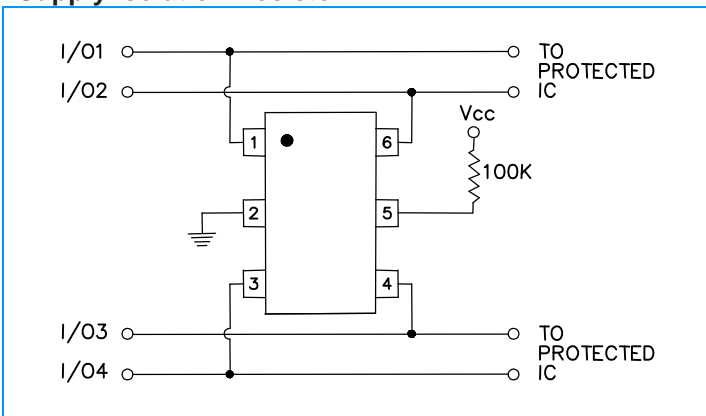 I/O1
TO
PROTECTED
I/O2
IC
Vcc
1
6
100K
2
5
3
4
I/O3
TO
PROTECTED
I/O4
IC